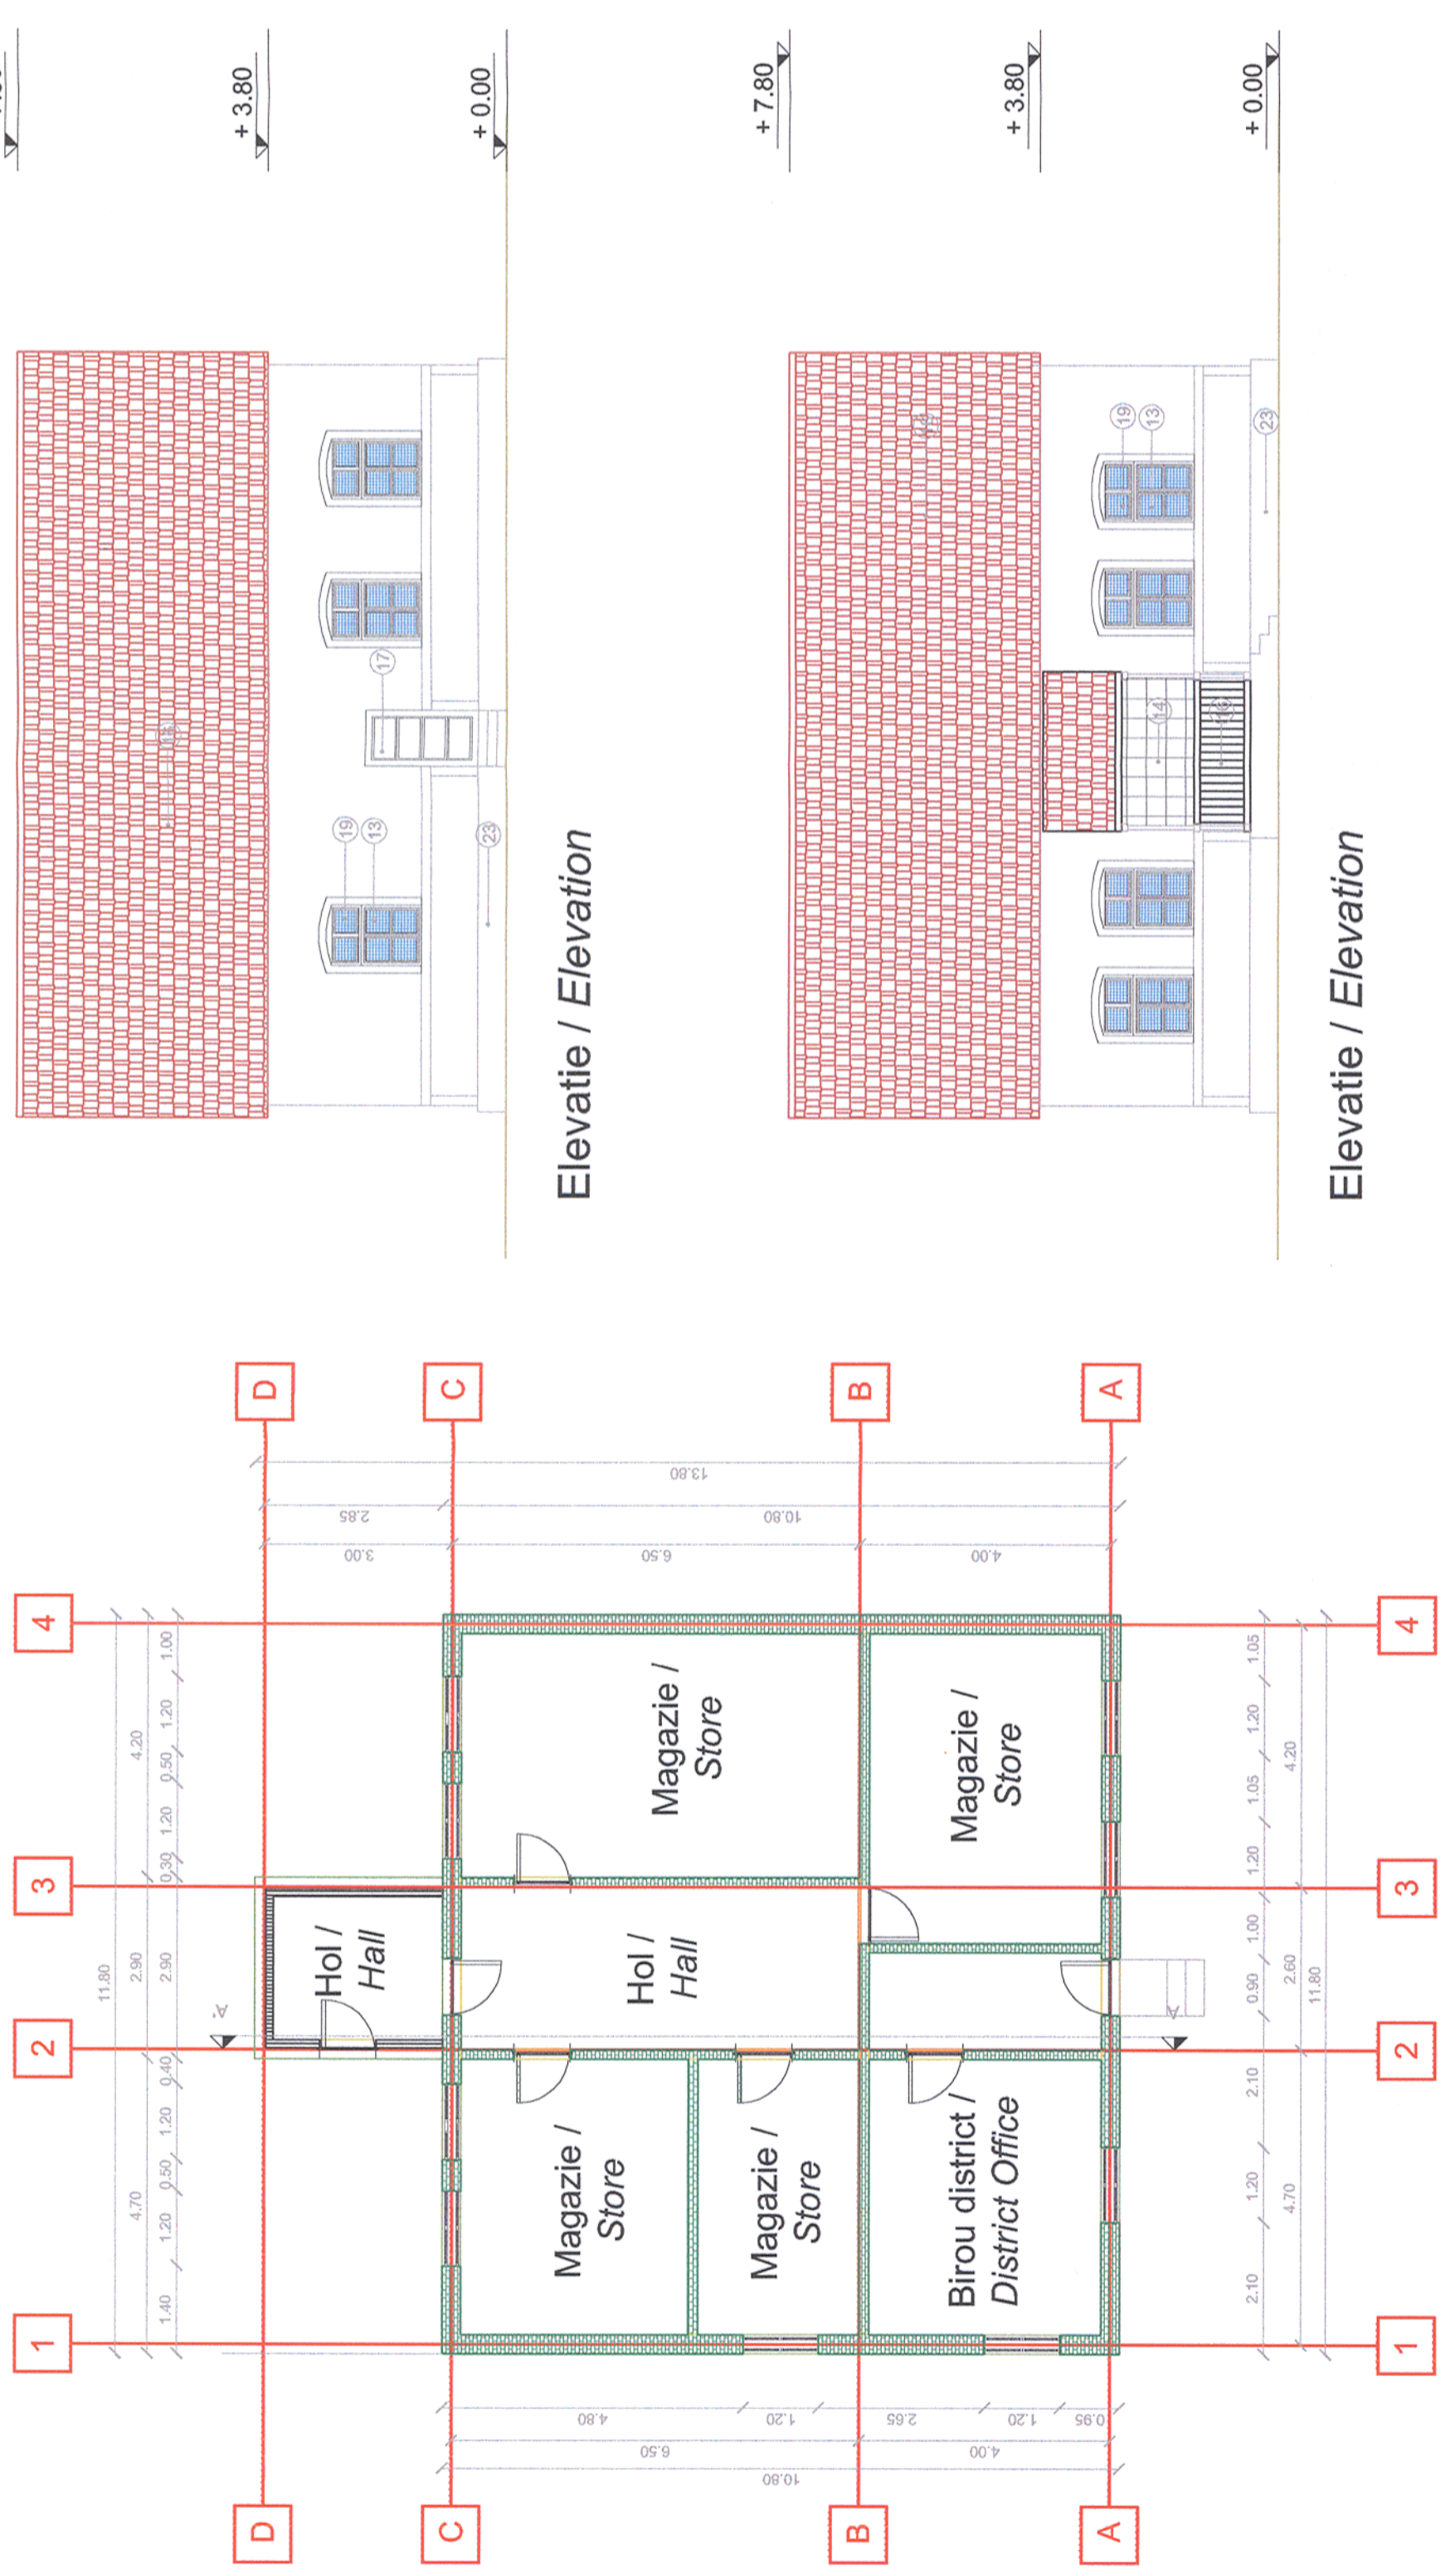 + 3.80
+ 0.00
19
13
17
23
Elevatie / Elevation
+ 7.80
+ 3.80
+ 0.00
19
13
14
16
23
Elevatie / Elevation
1
2
3
4
11.80
4.70
2.90
4.20
1.40
1.20
0.50
1.20
0.40
2.90
0.30
1.20
0.50
1.20
1.00
D
D
C
C
B
B
A
A
A'
A
Hol /
Hall
Magazie /
Store
Hol /
Hall
Magazie /
Store
Magazie /
Store
Birou district /
District Office
Magazie /
Store
10.80
6.50
4.00
4.80
1.20
2.65
1.20
0.95
3.00
6.50
4.00
2.85
10.80
13.80
2.10
1.20
2.10
0.90
1.00
1.20
1.05
1.20
1.05
4.70
2.60
4.20
11.80
1
2
3
4